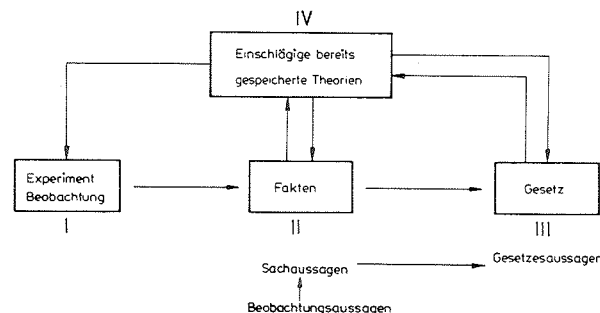 IV
Einschlägige bereits
gespeicherte Theorien
Experiment
Beobachtung
Fakten
Gesetz
I
II
III
Sachaussagen
Gesetzesaussagen
Beobachtungsaussagen